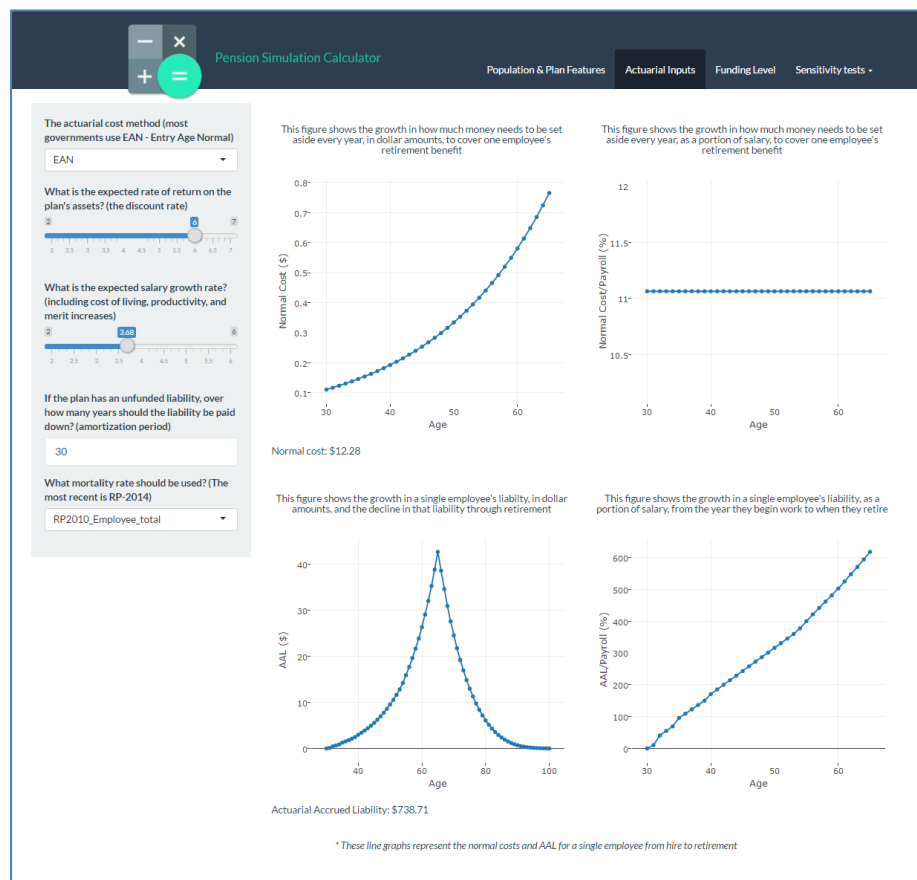 Pension Simulation Calculator
Population & Plan Features
Actuarial Inputs
Funding Level
Sensitivity tests
The actuarial cost method (most
governments use EAN - Entry Age Normal)
EAN
What is the expected rate of return on the
plan's assets? (the discount rate)
2 6 7
2 2.5 3 3.5 4 4.5 5 5.5 6 6.5 7
What is the expected salary growth rate?
(including cost of living, productivity, and
merit increases)
2 3.68 6
2 2.5 3 3.5 4 4.5 5 5.5 6
If the plan has an unfunded liability, over
how many years should the liability be paid
down? (amortization period)
30
What mortality rate should be used? (The
most recent is RP-2014)
RP2010_Employee_total
This figure shows the growth in how much money needs to be set
aside every year, in dollar amounts, to cover one employee's
retirement benefit
0.8
0.7
0.6
0.5
0.4
0.3
0.2
0.1
Normal Cost ($)
30 40 50 60
Age
Normal cost: $12.28
This figure shows the growth in how much money needs to be set
aside every year, as a portion of salary, to cover one employee's
retirement benefit
12
11.5
11
10.5
Normal Cost/Payroll (%)
30 40 50 60
Age
This figure shows the growth in a single employee's liabilty, in dollar
amounts, and the decline in that liability through retirement
40
30
20
10
0
AAL ($)
40 60 80 100
Age
Actuarial Accrued Liability: $738.71
This figure shows the growth in a single employee's liability, as a
portion of salary, from the year they begin work to when they retire
600
500
400
300
200
100
0
AAL/Payroll (%)
30 40 50 60
Age
* These line graphs represent the normal costs and AAL for a single employee from hire to retirement